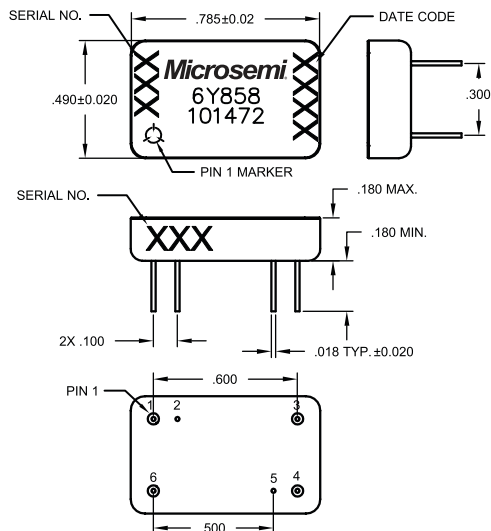 SERIAL NO.
.785±0.02
DATE CODE
XXX
Microsemi
XXXX
6Y858
101472
.490±0.020
.300
PIN 1 MARKER
SERIAL NO.
.180 MAX.
XXX
.180 MIN.
2X .100
.018 TYP.±0.020
PIN 1
.600
1 2 3
6 5 4
.500